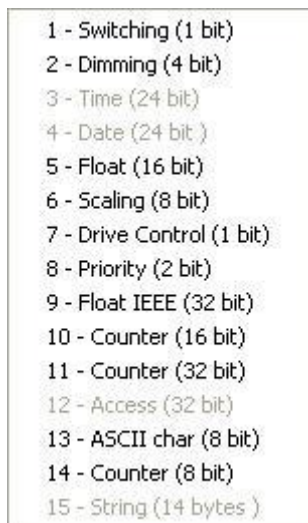 1 - Switching (1 bit)
2 - Dimming (4 bit)
3 - Time (24 bit)
4 - Date (24 bit )
5 - Float (16 bit)
6 - Scaling (8 bit)
7 - Drive Control (1 bit)
8 - Priority (2 bit)
9 - Float IEEE (32 bit)
10 - Counter (16 bit)
11 - Counter (32 bit)
12 - Access (32 bit)
13 - ASCII char (8 bit)
14 - Counter (8 bit)
15 - String (14 bytes )